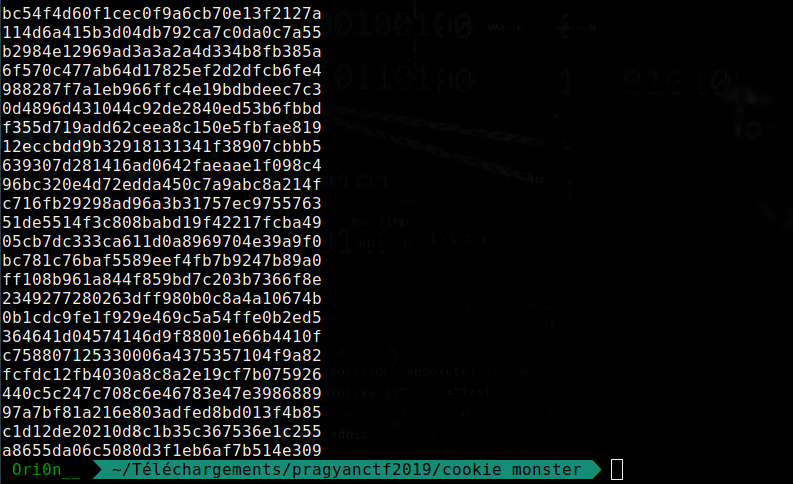 bc54f4d60f1cec0f9a6cb70e13f2127a
114d6a415b3d04db792ca7c0da0c7a55
b2984e12969ad3a3a2a4d334b8fb385a
6f570c477ab64d17825ef2d2dfcb6fe4
988287f7a1eb966ffc4e19bdbdeec7c3
0d4896d431044c92de2840ed53b6fbbd
f355d719add62ceea8c150e5fbfae819
12eccbdd9b32918131341f38907cbbb5
639307d281416ad0642faeaae1f098c4
96bc320e4d72edda450c7a9abc8a214f
c716fb29298ad96a3b31757ec9755763
51de5514f3c808babd19f42217fcba49
05cb7dc333ca611d0a8969704e39a9f0
bc781c76baf5589eef4fb7b9247b89a0
ff108b961a844f859bd7c203b7366f8e
2349277280263dff980b0c8a4a10674b
0b1cdc9fe1f929e469c5a54ffe0b2ed5
364641d04574146d9f88001e66b4410f
c758807125330006a4375357104f9a82
fcfdc12fb4030a8c8a2e19cf7b075926
440c5c247c708c6e46783e47e3986889
97a7bf81a216e803adfed8bd013f4b85
c1d12de20210d8c1b35c367536e1c255
a8655da06c5080d3f1eb6af7b514e309
Ori0n__ ~/Téléchargements/pragyanctf2019/cookie monster